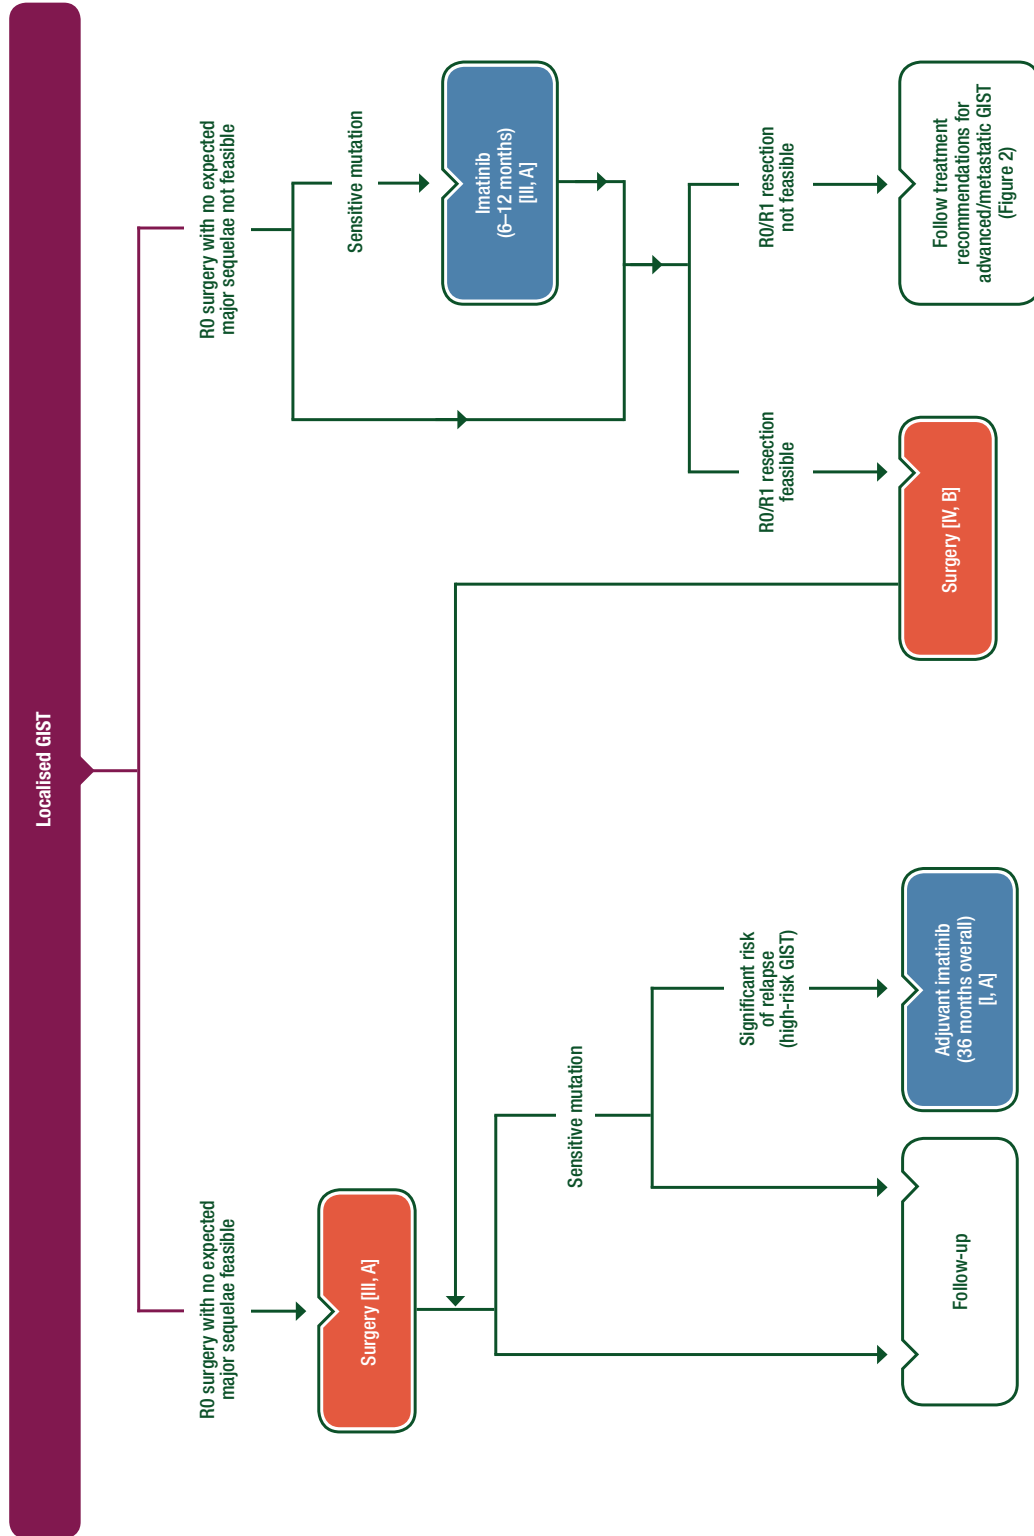 Localised GIST
R0 surgery with no expected
major sequelae feasible
R0 surgery with no expected
major sequelae not feasible
Surgery [III, A]
Sensitive mutation
Imatinib
(6–12 months)
[III, A]
Sensitive mutation
Significant risk
of relapse
(high-risk GIST)
R0/R1 resection
feasible
R0/R1 resection
not feasible
Follow-up
Adjuvant imatinib
(36 months overall)
[I, A]
Surgery [IV, B]
Follow treatment
recommendations for
advanced/metastatic GIST
(Figure 2)